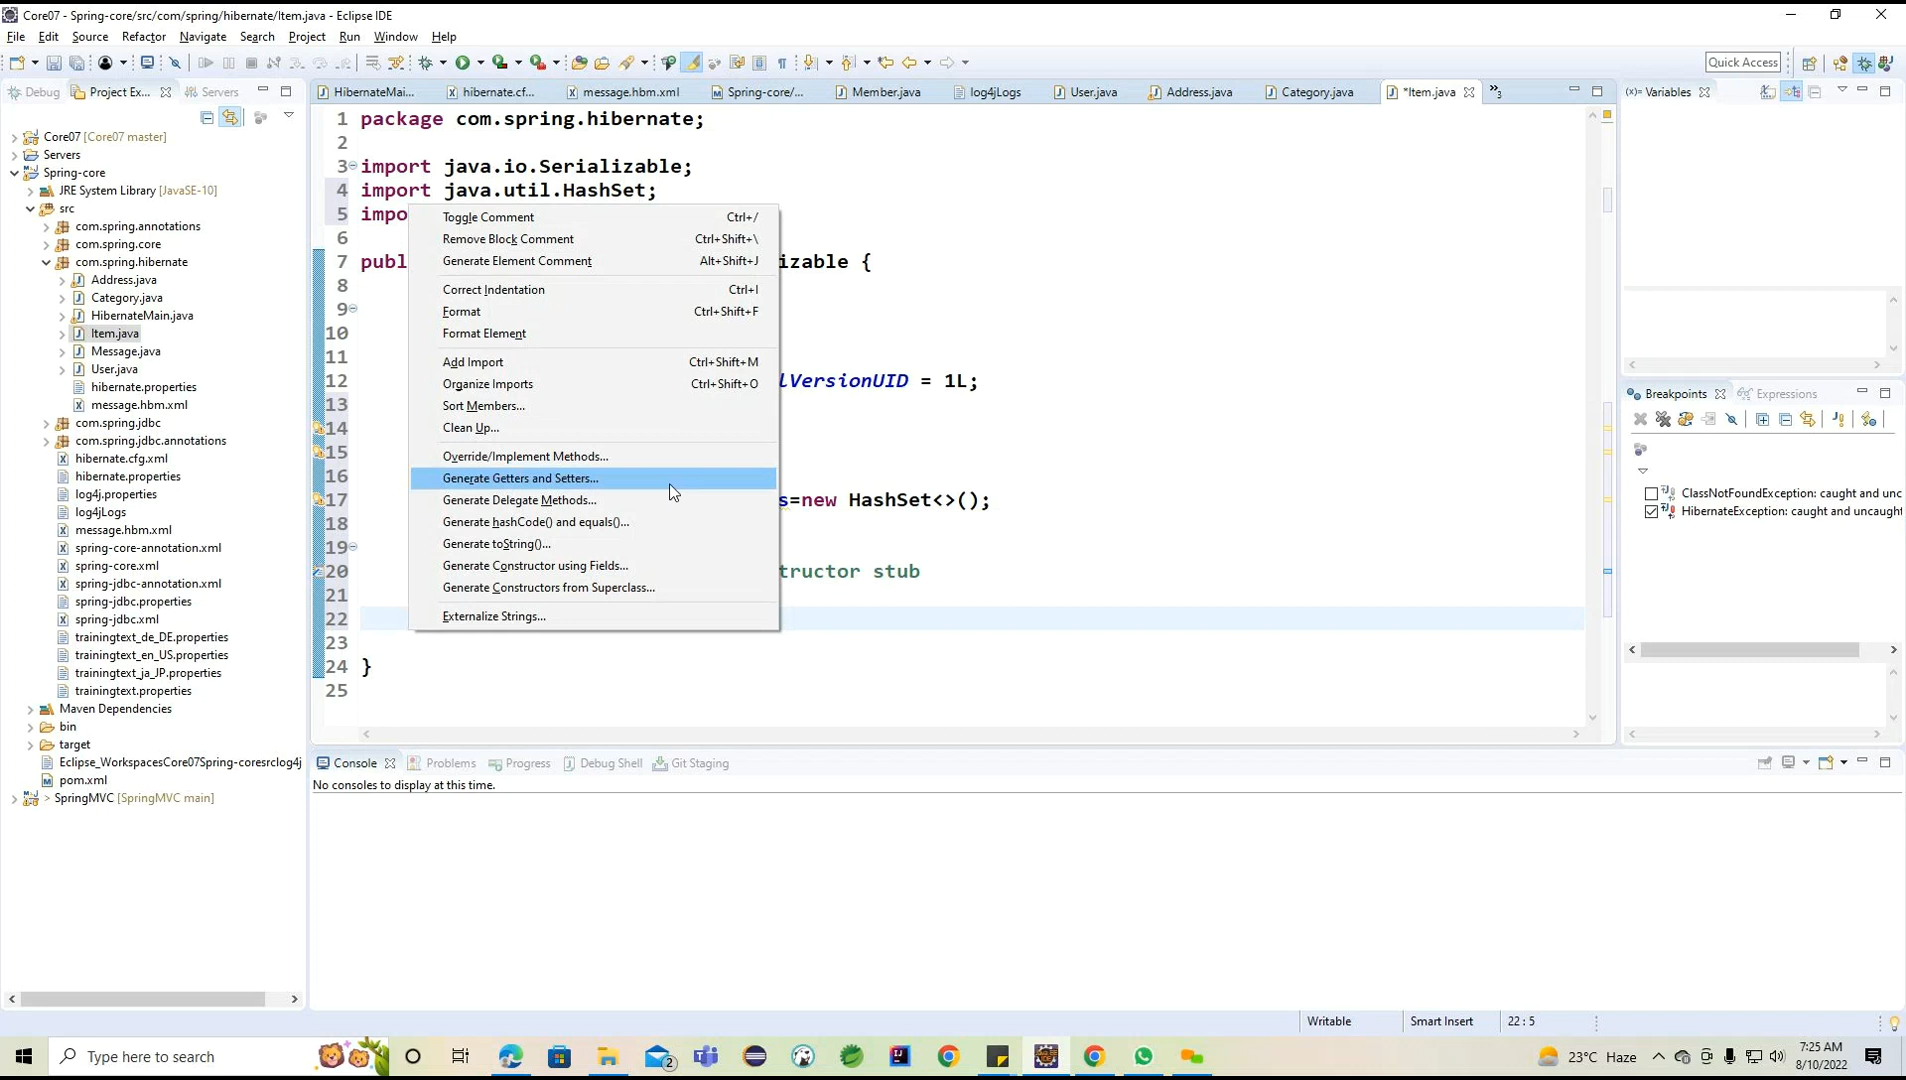 Core07 - Spring-core/src/com/spring/hibernate/Item.java - Eclipse IDE
File Edit Source Refactor Navigate Search Project Run Window Help
Quick Access
Debug Project Ex... Servers
HibernateMai... hibernate.cf... message.hbm.xml Spring-core/... Member.java log4jLogs User.java Address.java Category.java *Item.java »3
(x)= Variables
Core07 [Core07 master]
Servers
Spring-core
JRE System Library [JavaSE-10]
src
com.spring.annotations
com.spring.core
com.spring.hibernate
Address.java
Category.java
HibernateMain.java
Item.java
Message.java
User.java
hibernate.properties
message.hbm.xml
com.spring.jdbc
com.spring.jdbc.annotations
hibernate.cfg.xml
hibernate.properties
log4j.properties
log4jLogs
message.hbm.xml
spring-core-annotation.xml
spring-core.xml
spring-jdbc-annotation.xml
spring-jdbc.properties
spring-jdbc.xml
trainingtext_de_DE.properties
trainingtext_en_US.properties
trainingtext_ja_JP.properties
trainingtext.properties
Maven Dependencies
bin
target
Eclipse_WorkspacesCore07Spring-coresrclog4j
pom.xml
> SpringMVC [SpringMVC main]
1 package com.spring.hibernate;
2
3 import java.io.Serializable;
4 import java.util.HashSet;
5 impo
6
7 publ izable {
8
9
10
11
12 lVersionUID = 1L;
13
14
15
16
17 s=new HashSet<>();
18
19
20 tructor stub
21
22
23
24 }
25
Toggle Comment Ctrl+/
Remove Block Comment Ctrl+Shift+\
Generate Element Comment Alt+Shift+J
Correct Indentation Ctrl+I
Format Ctrl+Shift+F
Format Element
Add Import Ctrl+Shift+M
Organize Imports Ctrl+Shift+O
Sort Members...
Clean Up...
Override/Implement Methods...
Generate Getters and Setters...
Generate Delegate Methods...
Generate hashCode() and equals()...
Generate toString()...
Generate Constructor using Fields...
Generate Constructors from Superclass...
Externalize Strings...
Breakpoints Expressions
ClassNotFoundException: caught and unc
HibernateException: caught and uncaught
Console Problems Progress Debug Shell Git Staging
No consoles to display at this time.
Writable Smart Insert 22 : 5
Type here to search
2
23°C Haze
7:25 AM
8/10/2022